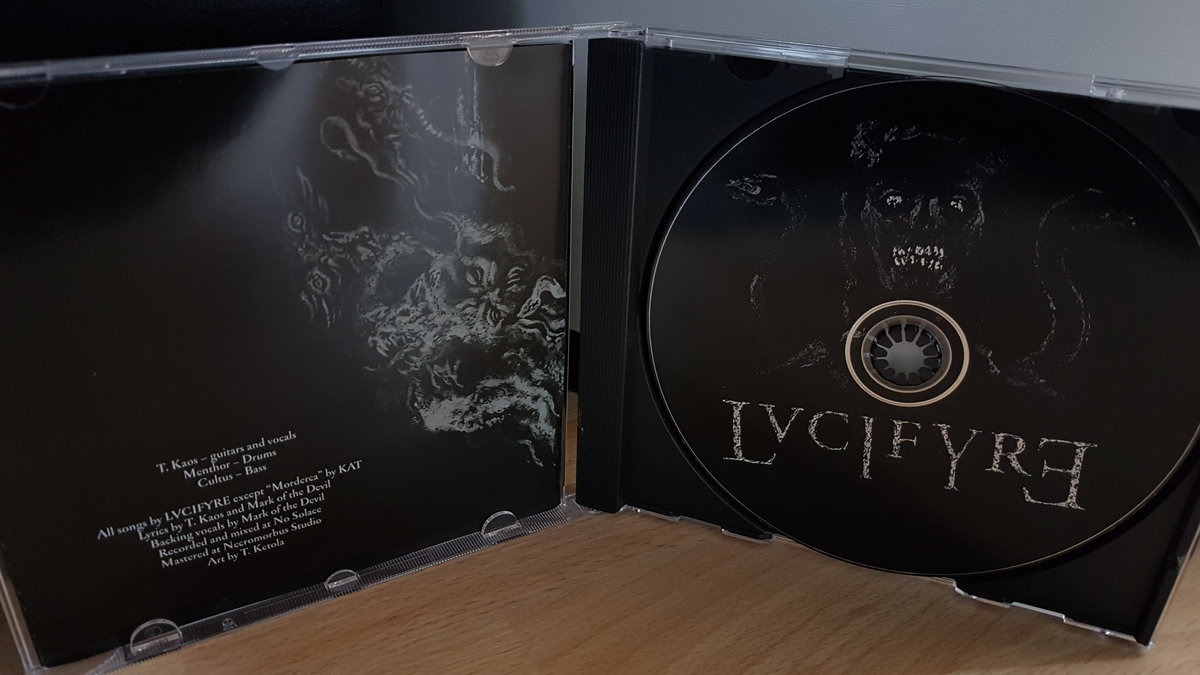 T. Kaos – guitars and vocals
Menthor – Drums
Cultus – Bass
All songs by LVCIFYRE except "Morderca" by KAT
Lyrics by T. Kaos and Mark of the Devil
Backing vocals by Mark of the Devil
Recorded and mixed at No Solace
Mastered at Necromorbus Studio
Art by T. Ketola
LVCIFYRE